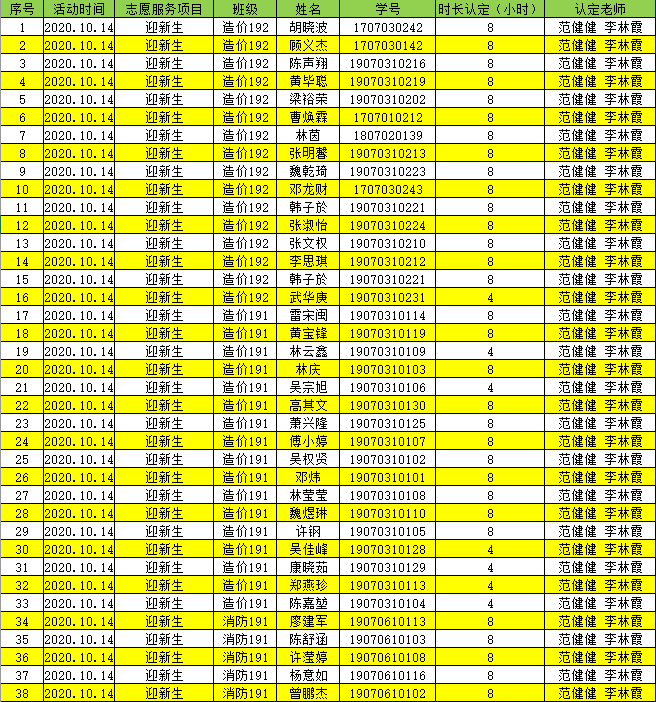 序号 活动时间 志愿服务项目 班级 姓名 学号 时长认定（小时） 认定老师
1 2020.10.14 迎新生 造价192 胡晓波 1707030242 8 范健健 李林霞
2 2020.10.14 迎新生 造价192 顾义杰 1707030142 8 范健健 李林霞
3 2020.10.14 迎新生 造价192 陈声翔 19070310216 8 范健健 李林霞
4 2020.10.14 迎新生 造价192 黄毕聪 19070310219 8 范健健 李林霞
5 2020.10.14 迎新生 造价192 梁裕荣 19070310202 8 范健健 李林霞
6 2020.10.14 迎新生 造价192 曹焕霖 1707010212 8 范健健 李林霞
7 2020.10.14 迎新生 造价192 林茵 1807020139 8 范健健 李林霞
8 2020.10.14 迎新生 造价192 张明馨 19070310213 8 范健健 李林霞
9 2020.10.14 迎新生 造价192 魏乾琦 19070310223 8 范健健 李林霞
10 2020.10.14 迎新生 造价192 邓龙财 1707030243 8 范健健 李林霞
11 2020.10.14 迎新生 造价192 韩子於 19070310221 8 范健健 李林霞
12 2020.10.14 迎新生 造价192 张淑怡 19070310224 8 范健健 李林霞
13 2020.10.14 迎新生 造价192 张文权 19070310210 8 范健健 李林霞
14 2020.10.14 迎新生 造价192 李思琪 19070310212 8 范健健 李林霞
15 2020.10.14 迎新生 造价192 韩子於 19070310221 8 范健健 李林霞
16 2020.10.14 迎新生 造价192 武华庚 19070310231 4 范健健 李林霞
17 2020.10.14 迎新生 造价191 雷宋闽 19070310114 8 范健健 李林霞
18 2020.10.14 迎新生 造价191 黄宝锋 19070310119 8 范健健 李林霞
19 2020.10.14 迎新生 造价191 林云鑫 19070310109 4 范健健 李林霞
20 2020.10.14 迎新生 造价191 林庆 19070310103 8 范健健 李林霞
21 2020.10.14 迎新生 造价191 吴宗旭 19070310106 4 范健健 李林霞
22 2020.10.14 迎新生 造价191 高其文 19070310130 8 范健健 李林霞
23 2020.10.14 迎新生 造价191 萧兴隆 19070310125 8 范健健 李林霞
24 2020.10.14 迎新生 造价191 傅小婷 19070310107 8 范健健 李林霞
25 2020.10.14 迎新生 造价191 吴权贤 19070310102 8 范健健 李林霞
26 2020.10.14 迎新生 造价191 邓炜 19070310101 8 范健健 李林霞
27 2020.10.14 迎新生 造价191 林莹莹 19070310108 8 范健健 李林霞
28 2020.10.14 迎新生 造价191 魏煜琳 19070310110 8 范健健 李林霞
29 2020.10.14 迎新生 造价191 许钢 19070310105 8 范健健 李林霞
30 2020.10.14 迎新生 造价191 吴佳峰 19070310128 4 范健健 李林霞
31 2020.10.14 迎新生 造价191 康晓茹 19070310129 4 范健健 李林霞
32 2020.10.14 迎新生 造价191 郑燕珍 19070310113 4 范健健 李林霞
33 2020.10.14 迎新生 造价191 陈嘉堃 19070310104 4 范健健 李林霞
34 2020.10.14 迎新生 消防191 廖建军 19070610113 8 范健健 李林霞
35 2020.10.14 迎新生 消防191 陈舒涵 19070610103 8 范健健 李林霞
36 2020.10.14 迎新生 消防191 许滢婷 19070610108 8 范健健 李林霞
37 2020.10.14 迎新生 消防191 杨意如 19070610116 8 范健健 李林霞
38 2020.10.14 迎新生 消防191 曾鹏杰 19070610102 8 范健健 李林霞